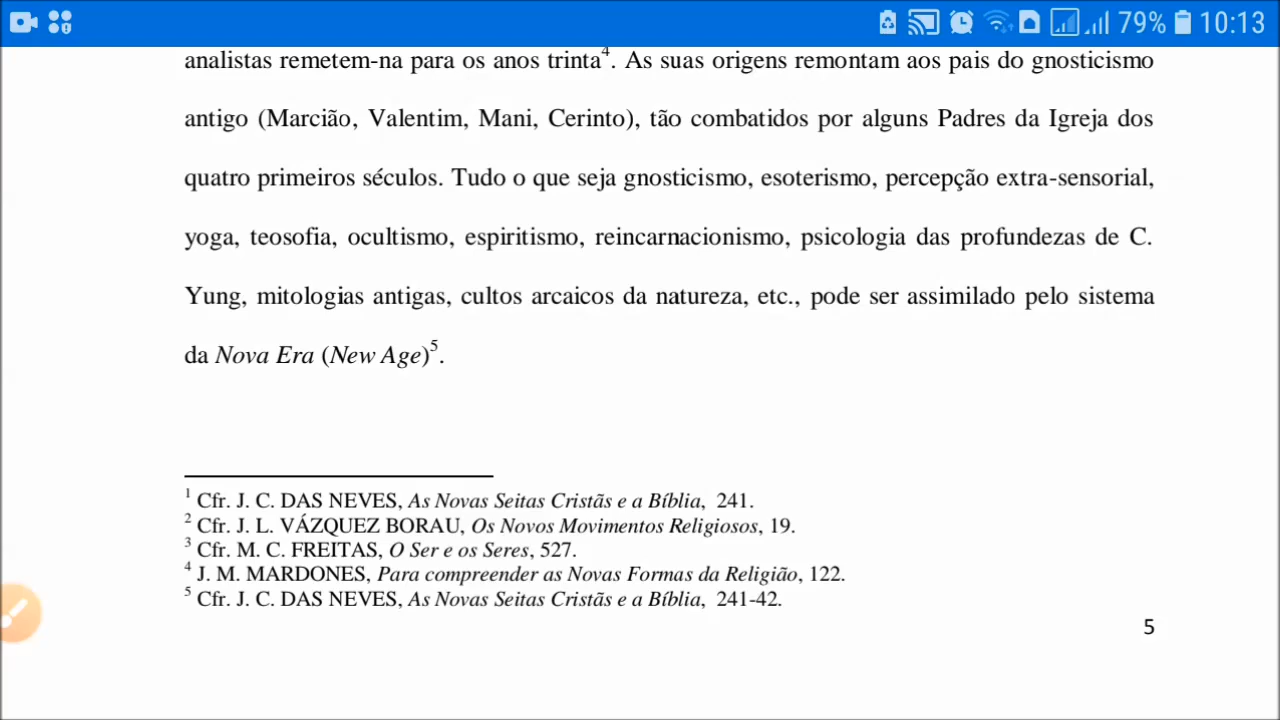 79% 10:13
analistas remetem-na para os anos trinta4. As suas origens remontam aos pais do gnosticismo
antigo (Marcião, Valentim, Mani, Cerinto), tão combatidos por alguns Padres da Igreja dos
quatro primeiros séculos. Tudo o que seja gnosticismo, esoterismo, percepção extra-sensorial,
yoga, teosofia, ocultismo, espiritismo, reincarnacionismo, psicologia das profundezas de C.
Yung, mitologias antigas, cultos arcaicos da natureza, etc., pode ser assimilado pelo sistema
da Nova Era (New Age)5.
1 Cfr. J. C. DAS NEVES, As Novas Seitas Cristãs e a Bíblia, 241.
2 Cfr. J. L. VÁZQUEZ BORAU, Os Novos Movimentos Religiosos, 19.
3 Cfr. M. C. FREITAS, O Ser e os Seres, 527.
4 J. M. MARDONES, Para compreender as Novas Formas da Religião, 122.
5 Cfr. J. C. DAS NEVES, As Novas Seitas Cristãs e a Bíblia, 241-42.
5